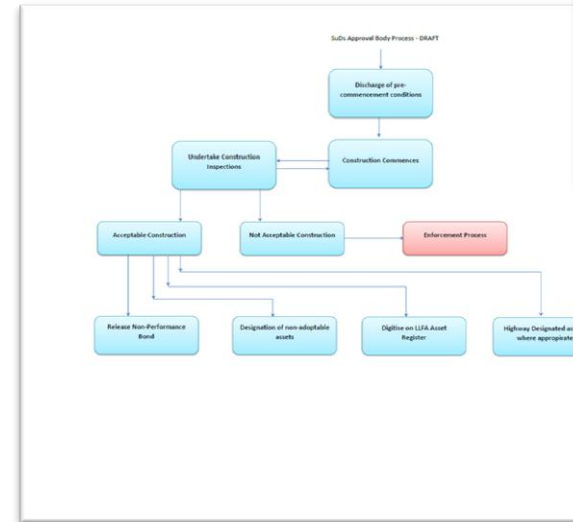 SuDs Approval Body Process - DRAFT
Discharge of pre-
commencement conditions
Undertake Construction
Inspections
Construction Commences
Acceptable Construction
Not Acceptable Construction
Enforcement Process
Release Non-Performance
Bond
Designation of non-adoptable
assets
Digitise on LLFA Asset
Register
Highway Designated as
where appropirate